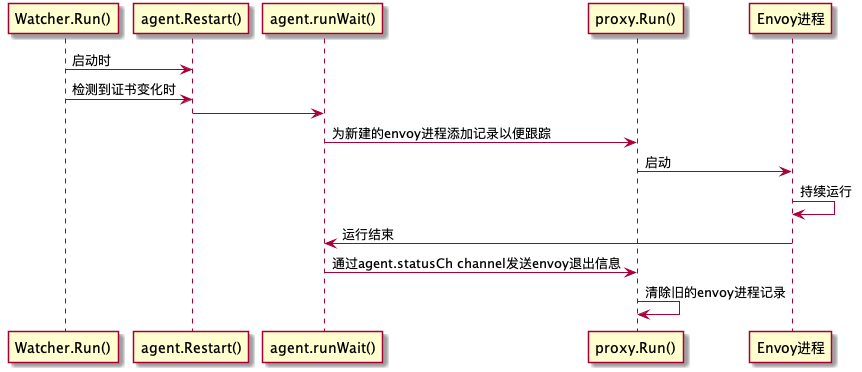 Watcher.Run()
agent.Restart()
agent.runWait()
proxy.Run()
Envoy进程
启动时
检测到证书变化时
为新建的envoy进程添加记录以便跟踪
启动
持续运行
运行结束
通过agent.statusCh channel发送envoy退出信息
清除旧的envoy进程记录
Watcher.Run()
agent.Restart()
agent.runWait()
proxy.Run()
Envoy进程